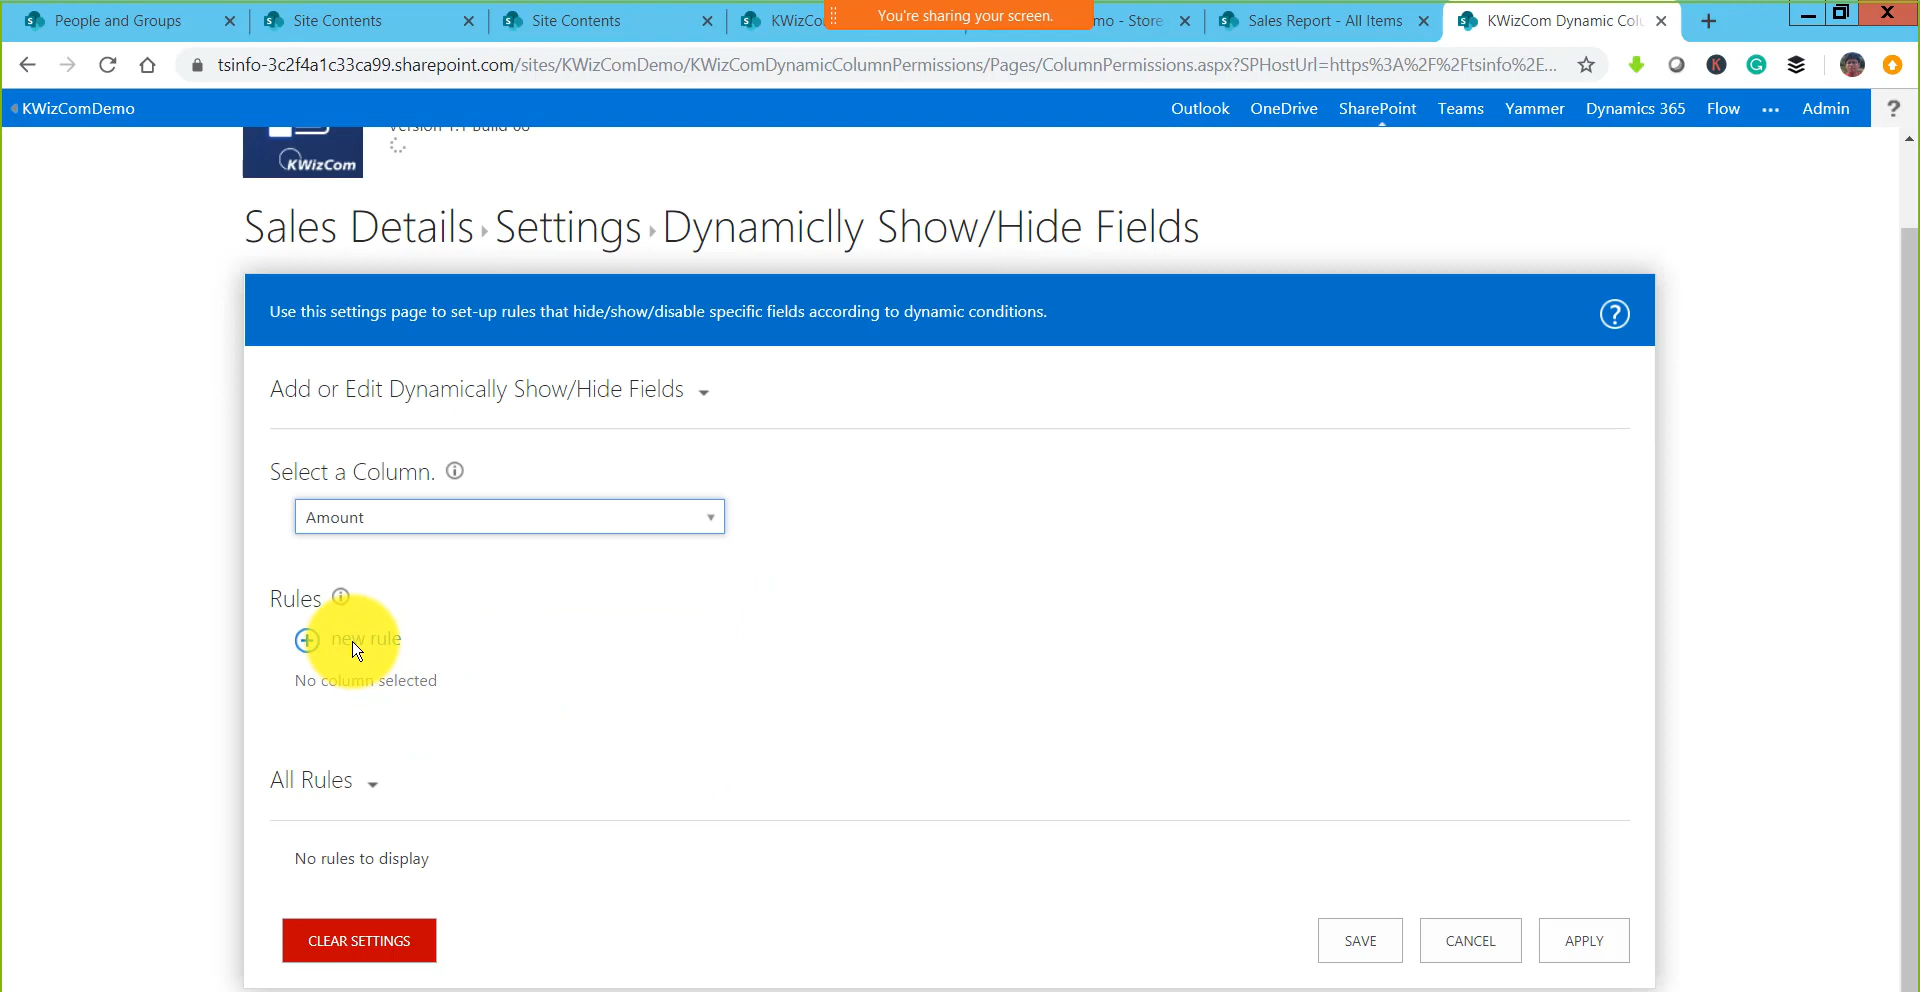 People and Groups
Site Contents
Site Contents
KWizCo
You're sharing your screen.
mo - Store
Sales Report - All Items
KWizCom Dynamic Col
tsinfo-3c2f4a1c33ca99.sharepoint.com/sites/KWizComDemo/KWizComDynamicColumnPermissions/Pages/ColumnPermissions.aspx?SPHostUrl=https%3A%2F%2Ftsinfo%2E...
KWizComDemo
Outlook
OneDrive
SharePoint
Teams
Yammer
Dynamics 365
Flow
...
Admin
?
KWizCom
Sales Details Settings Dynamiclly Show/Hide Fields
Use this settings page to set-up rules that hide/show/disable specific fields according to dynamic conditions.
?
Add or Edit Dynamically Show/Hide Fields
Select a Column.
Amount
Rules
new rule
No column selected
All Rules
No rules to display
CLEAR SETTINGS
SAVE
CANCEL
APPLY